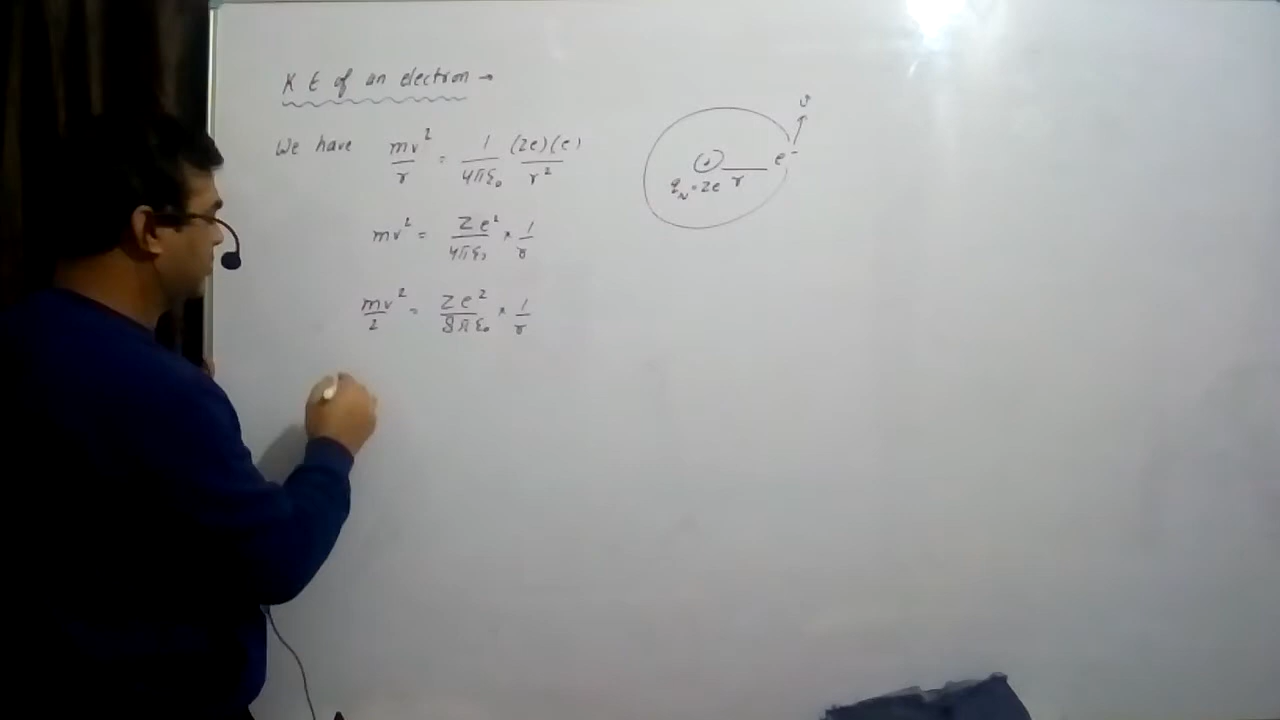 K E of an electron →
We have mv²/r = 1/4πε₀ (Ze)(e)/r²
mv² = Ze²/4πε₀ × 1/r
mv²/2 = Ze²/8πε₀ × 1/r
v
e⁻
r
q_N = Ze